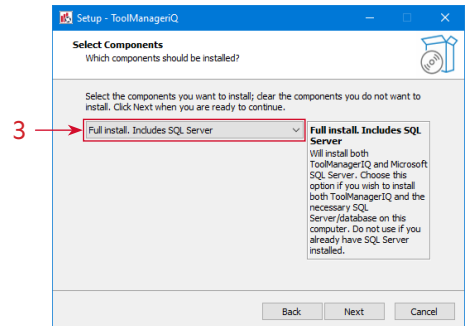 Setup - ToolManageriQ
Select Components
Which components should be installed?
Select the components you want to install; clear the components you do not want to
install. Click Next when you are ready to continue.
3
Full install. Includes SQL Server
Full install. Includes SQL
Server
Will install both
ToolManagerIQ and Microsoft
SQL Server. Choose this
option if you wish to install
both ToolManagerIQ and the
necessary SQL
Server/database on this
computer. Do not use if you
already have SQL Server
installed.
Back
Next
Cancel